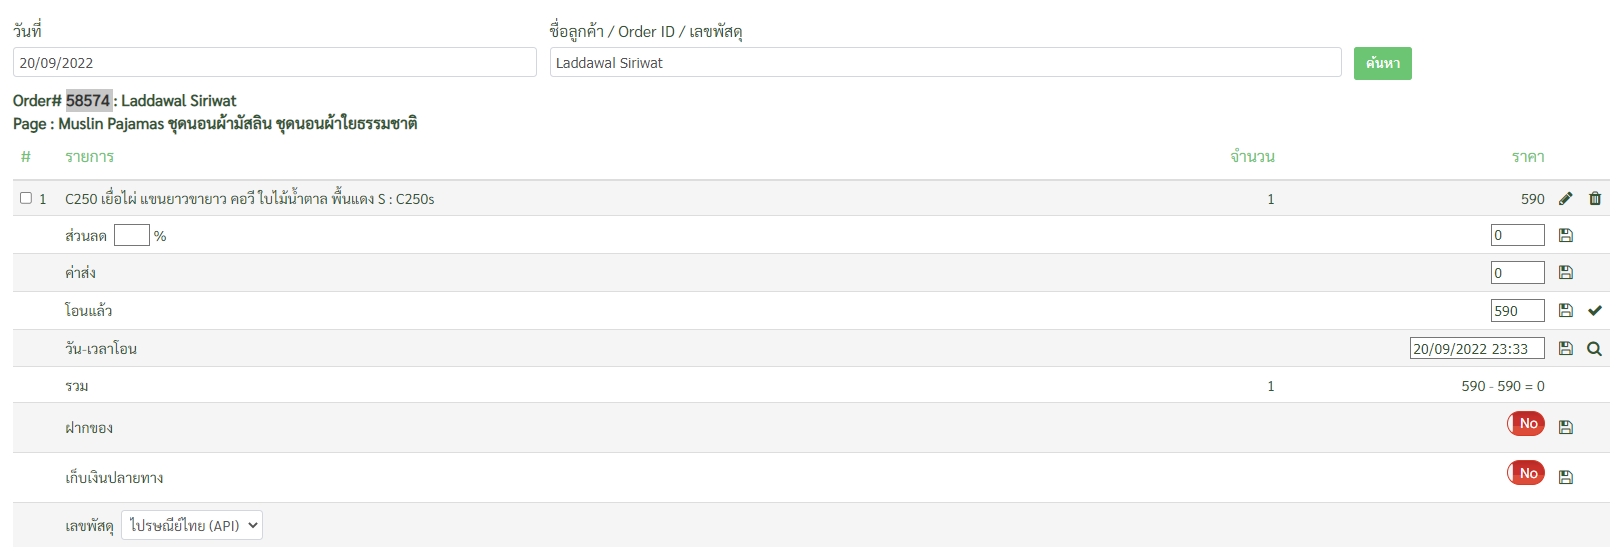 วันที่ ชื่อลูกค้า / Order ID / เลขพัสดุ
20/09/2022 Laddawal Siriwat ค้นหา
Order# 58574 : Laddawal Siriwat
Page : Muslin Pajamas ชุดนอนผ้ามัสลิน ชุดนอนผ้าใยธรรมชาติ
# รายการ จำนวน ราคา
1 C250 เยื่อไผ่ แขนยาวขายาว คอวี ใบไม้น้ำตาล พื้นแดง S : C250s 1 590
ส่วนลด % 0
ค่าส่ง 0
โอนแล้ว 590
วัน-เวลาโอน 20/09/2022 23:33
รวม 1 590 - 590 = 0
ฝากของ No
เก็บเงินปลายทาง No
เลขพัสดุ ไปรษณีย์ไทย (API)